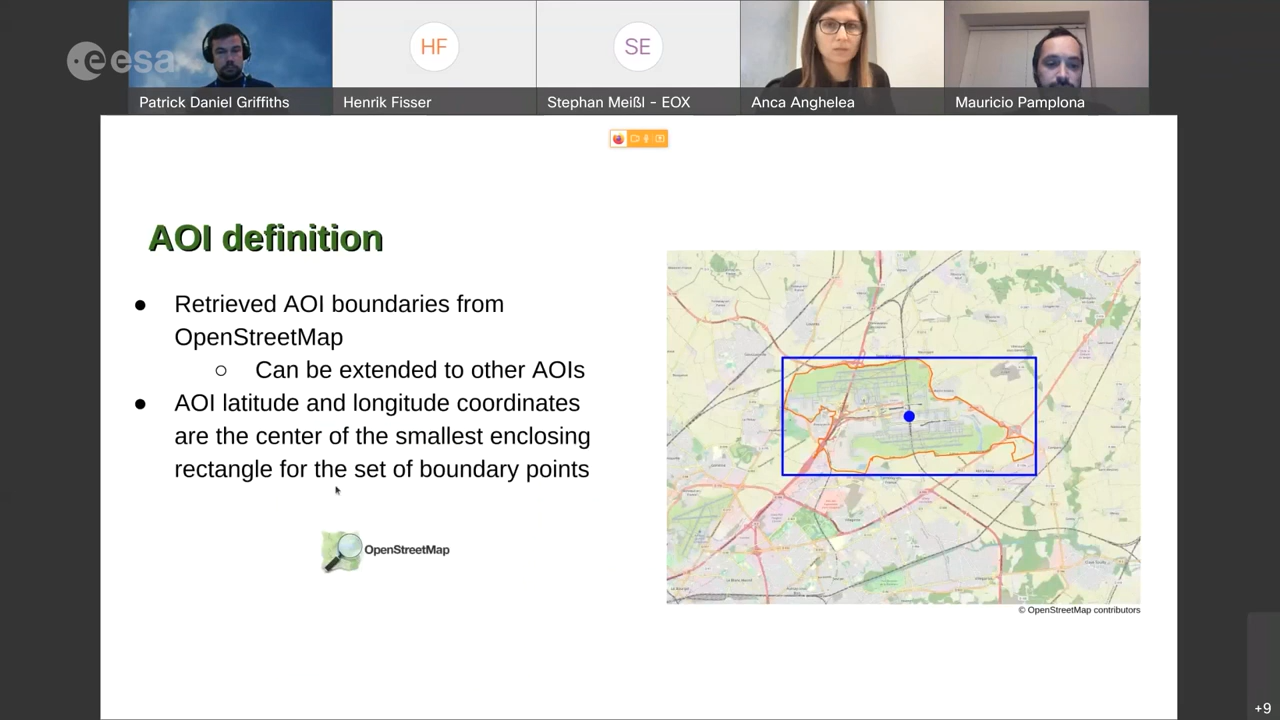 esa
HF
SE
Patrick Daniel Griffiths
Henrik Fisser
Stephan Meißl - EOX
Anca Anghelea
Mauricio Pamplona
AOI definition
● Retrieved AOI boundaries from
OpenStreetMap
○ Can be extended to other AOIs
● AOI latitude and longitude coordinates
are the center of the smallest enclosing
rectangle for the set of boundary points
OpenStreetMap
© OpenStreetMap contributors
+9